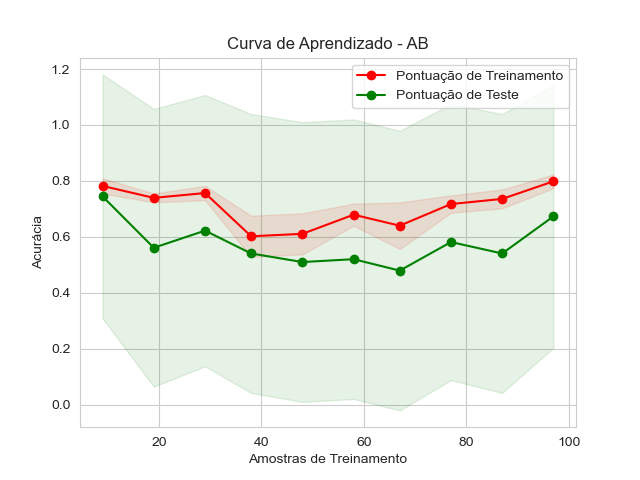 Curva de Aprendizado - AB
Pontuação de Treinamento
Pontuação de Teste
Acurácia
1.2
1.0
0.8
0.6
0.4
0.2
0.0
20
40
60
80
100
Amostras de Treinamento